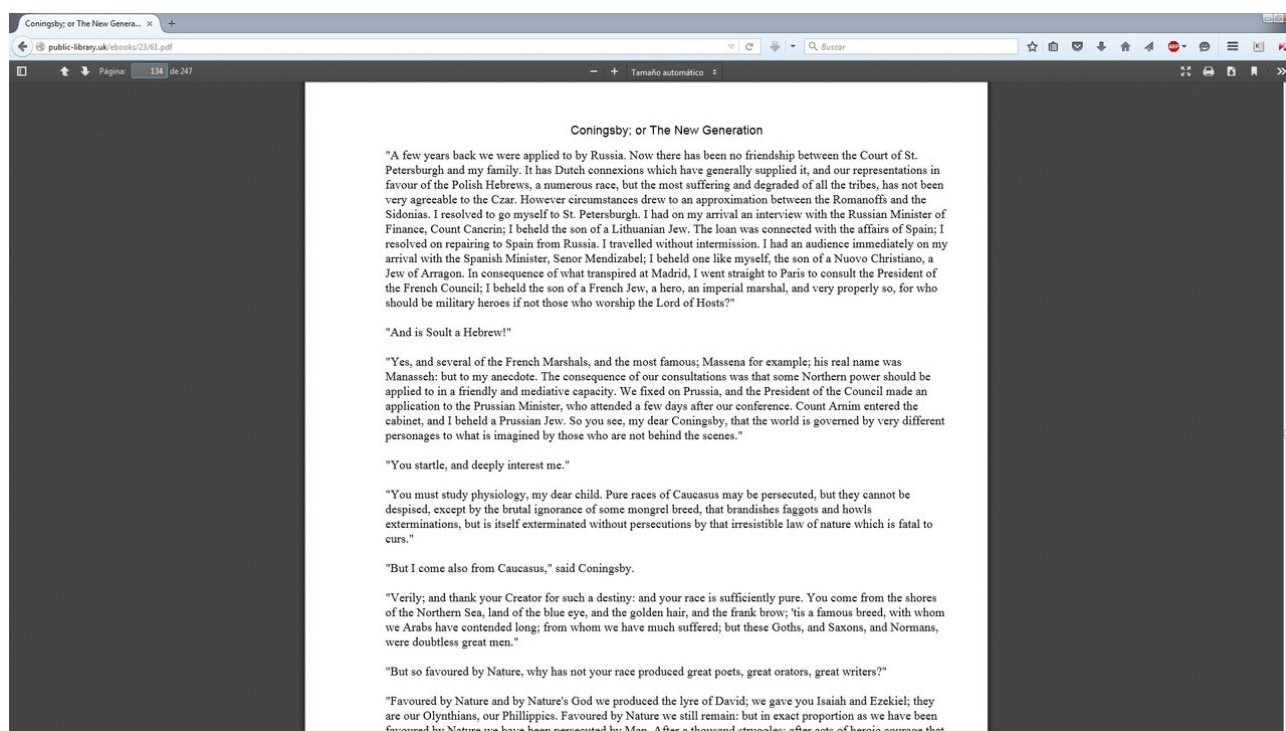 Coningsby; or The New Genera...
public-library.uk/ebooks/23/61.pdf
Buscar
ABP
Página: 134 de 247
Tamaño automático
Coningsby; or The New Generation
"A few years back we were applied to by Russia. Now there has been no friendship between the Court of St.
Petersburgh and my family. It has Dutch connexions which have generally supplied it, and our representations in
favour of the Polish Hebrews, a numerous race, but the most suffering and degraded of all the tribes, has not been
very agreeable to the Czar. However circumstances drew to an approximation between the Romanoffs and the
Sidonias. I resolved to go myself to St. Petersburgh. I had on my arrival an interview with the Russian Minister of
Finance, Count Cancrin; I beheld the son of a Lithuanian Jew. The loan was connected with the affairs of Spain; I
resolved on repairing to Spain from Russia. I travelled without intermission. I had an audience immediately on my
arrival with the Spanish Minister, Senor Mendizabel; I beheld one like myself, the son of a Nuovo Christiano, a
Jew of Arragon. In consequence of what transpired at Madrid, I went straight to Paris to consult the President of
the French Council; I beheld the son of a French Jew, a hero, an imperial marshal, and very properly so, for who
should be military heroes if not those who worship the Lord of Hosts?"
"And is Soult a Hebrew!"
"Yes, and several of the French Marshals, and the most famous; Massena for example; his real name was
Manasseh: but to my anecdote. The consequence of our consultations was that some Northern power should be
applied to in a friendly and mediative capacity. We fixed on Prussia, and the President of the Council made an
application to the Prussian Minister, who attended a few days after our conference. Count Arnim entered the
cabinet, and I beheld a Prussian Jew. So you see, my dear Coningsby, that the world is governed by very different
personages to what is imagined by those who are not behind the scenes."
"You startle, and deeply interest me."
"You must study physiology, my dear child. Pure races of Caucasus may be persecuted, but they cannot be
despised, except by the brutal ignorance of some mongrel breed, that brandishes faggots and howls
exterminations, but is itself exterminated without persecutions by that irresistible law of nature which is fatal to
curs."
"But I come also from Caucasus," said Coningsby.
"Verily; and thank your Creator for such a destiny: and your race is sufficiently pure. You come from the shores
of the Northern Sea, land of the blue eye, and the golden hair, and the frank brow; 'tis a famous breed, with whom
we Arabs have contended long; from whom we have much suffered; but these Goths, and Saxons, and Normans,
were doubtless great men."
"But so favoured by Nature, why has not your race produced great poets, great orators, great writers?"
"Favoured by Nature and by Nature's God we produced the lyre of David; we gave you Isaiah and Ezekiel; they
are our Olynthians, our Phillippics. Favoured by Nature we still remain: but in exact proportion as we have been
favoured by Nature we have been persecuted by Man. After a thousand struggles; after acts of heroic courage that